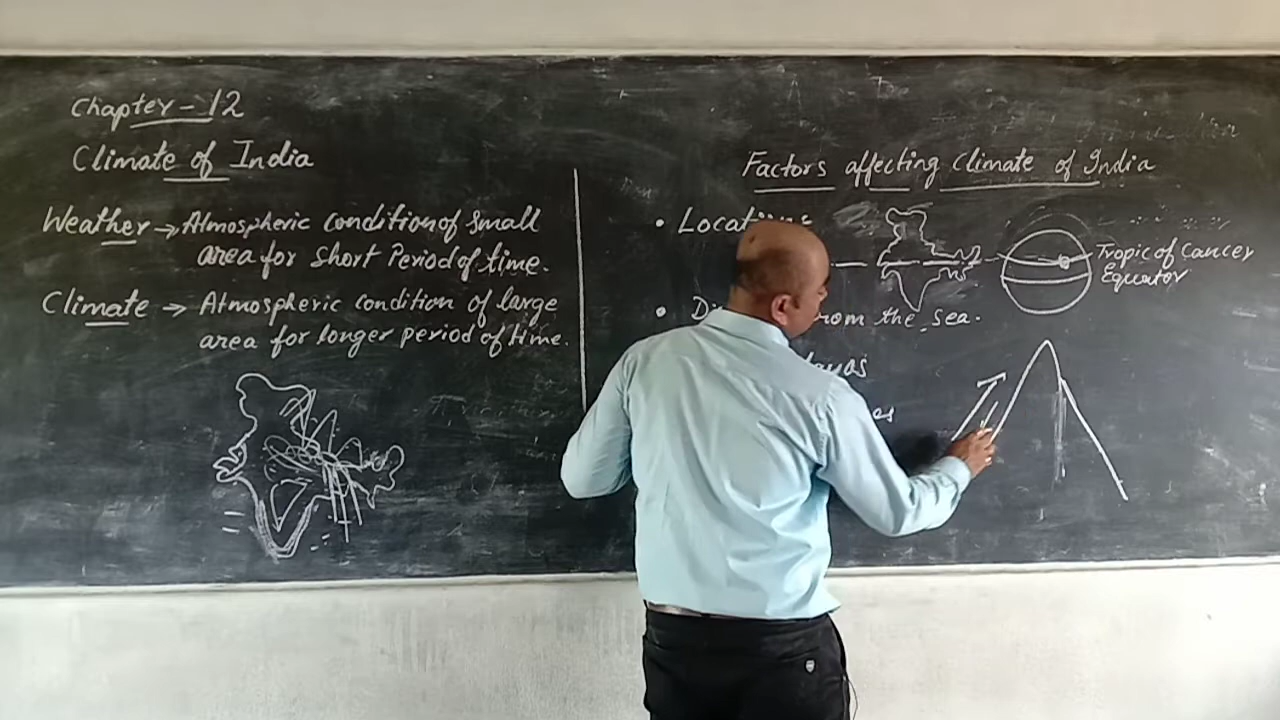 Chapter - 12
Climate of India
Weather → Atmospheric condition of small
area for short Period of time.
Climate → Atmospheric condition of large
area for longer period of time.
Factors affecting Climate of India
• Locat
Tropic of Cancer
Equator
• from the sea.